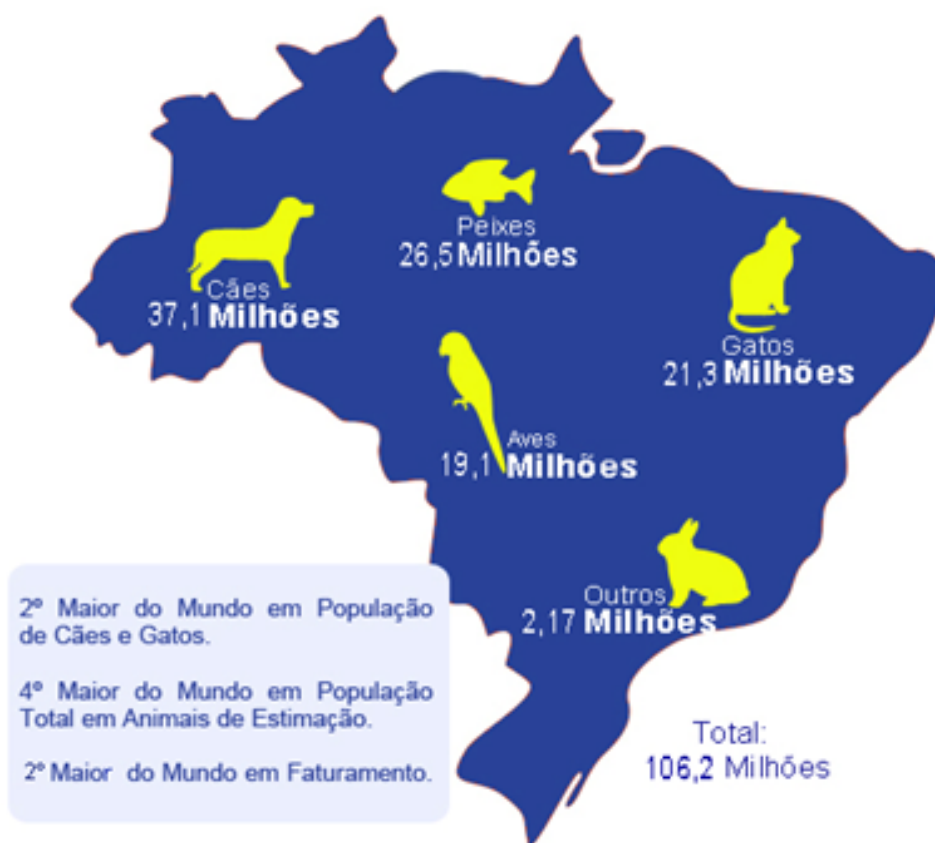 Peixes
26,5 Milhões
Cães
37,1 Milhões
Gatos
21,3 Milhões
Aves
19,1 Milhões
Outros
2,17 Milhões
2º Maior do Mundo em População
de Cães e Gatos.
4º Maior do Mundo em População
Total em Animais de Estimação.
2º Maior do Mundo em Faturamento.
Total:
106,2 Milhões